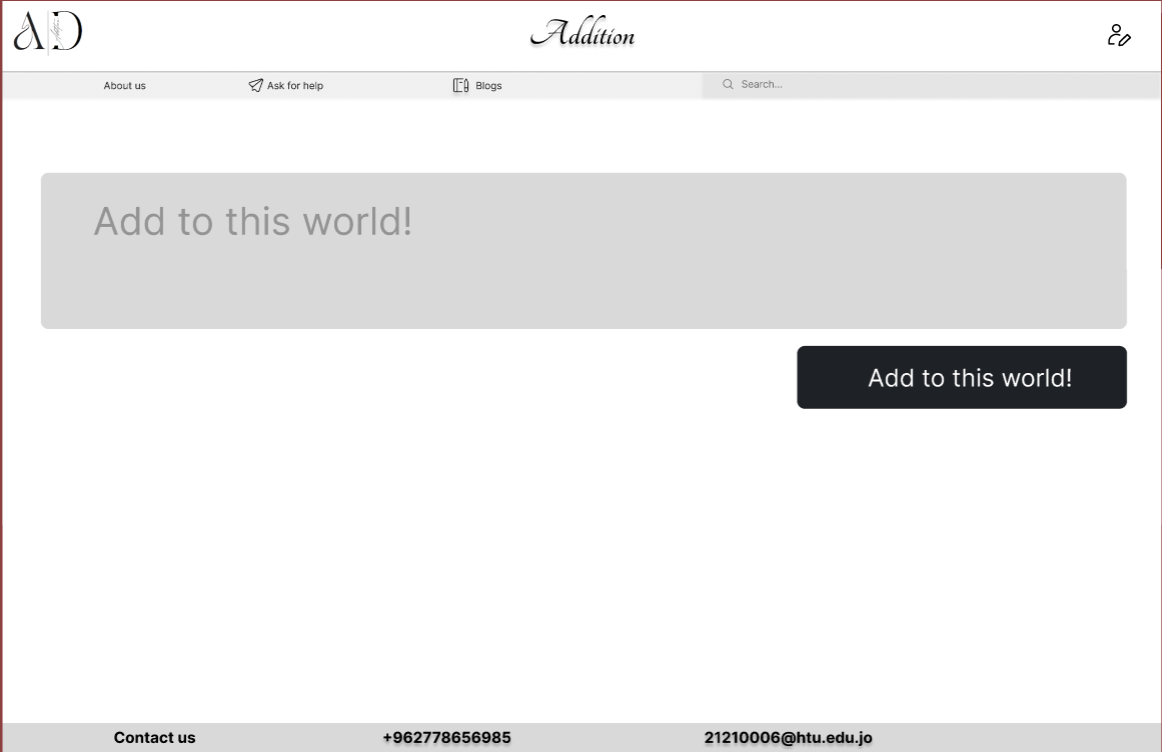 AD
Addition
About us
Ask for help
Blogs
Search...
Add to this world!
Add to this world!
Contact us
+962778656985
21210006@htu.edu.jo